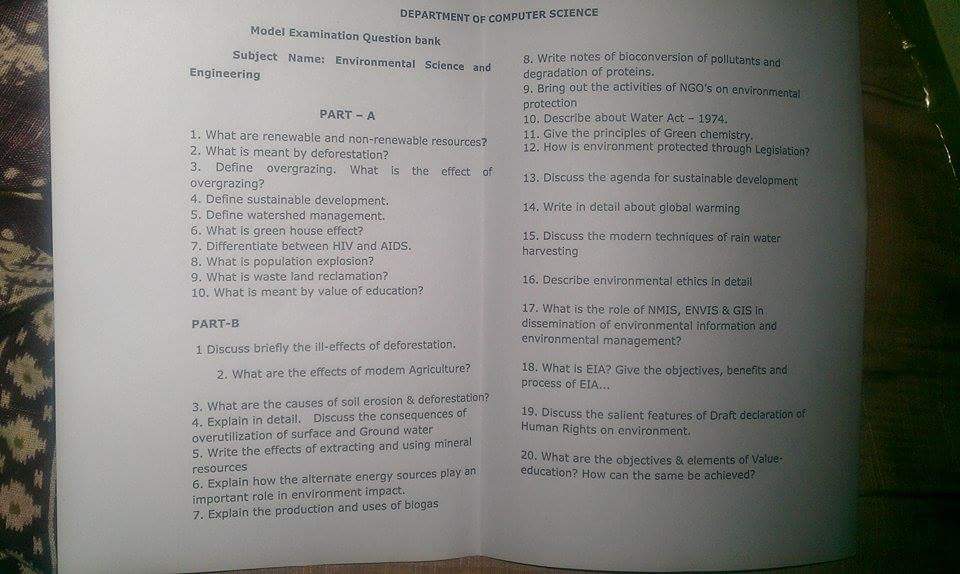 DEPARTMENT OF COMPUTER SCIENCE
Model Examination Question bank
Subject Name: Environmental Science and
Engineering
PART – A
1. What are renewable and non-renewable resources?
2. What is meant by deforestation?
3. Define overgrazing. What is the effect of
overgrazing?
4. Define sustainable development.
5. Define watershed management.
6. What is green house effect?
7. Differentiate between HIV and AIDS.
8. What is population explosion?
9. What is waste land reclamation?
10. What is meant by value of education?
PART-B
1 Discuss briefly the ill-effects of deforestation.
2. What are the effects of modem Agriculture?
3. What are the causes of soil erosion & deforestation?
4. Explain in detail. Discuss the consequences of
overutilization of surface and Ground water
5. Write the effects of extracting and using mineral
resources
6. Explain how the alternate energy sources play an
important role in environment impact.
7. Explain the production and uses of biogas
8. Write notes of bioconversion of pollutants and
degradation of proteins.
9. Bring out the activities of NGO's on environmental
protection
10. Describe about Water Act – 1974.
11. Give the principles of Green chemistry.
12. How is environment protected through Legislation?
13. Discuss the agenda for sustainable development
14. Write in detail about global warming
15. Discuss the modern techniques of rain water
harvesting
16. Describe environmental ethics in detail
17. What is the role of NMIS, ENVIS & GIS in
dissemination of environmental information and
environmental management?
18. What is EIA? Give the objectives, benefits and
process of EIA...
19. Discuss the salient features of Draft declaration of
Human Rights on environment.
20. What are the objectives & elements of Value-
education? How can the same be achieved?